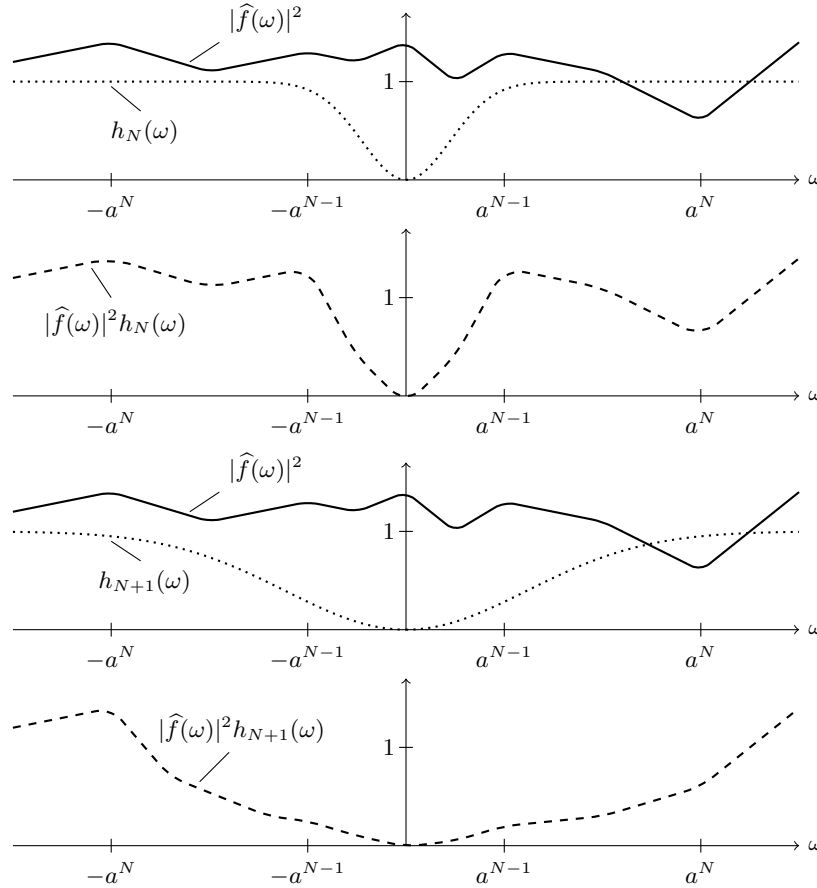 |f̂(ω)|²
1
h_N(ω)
ω
−a^N −a^{N−1} a^{N−1} a^N
1
|f̂(ω)|²h_N(ω)
ω
−a^N −a^{N−1} a^{N−1} a^N
|f̂(ω)|²
1
h_{N+1}(ω)
ω
−a^N −a^{N−1} a^{N−1} a^N
|f̂(ω)|²h_{N+1}(ω)
1
ω
−a^N −a^{N−1} a^{N−1} a^N